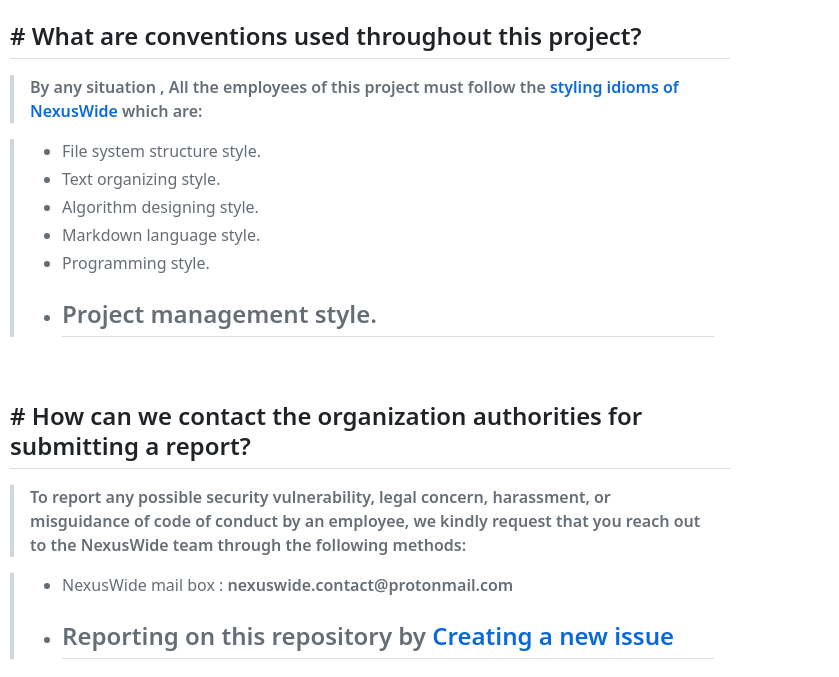 # What are conventions used throughout this project?
By any situation , All the employees of this project must follow the styling idioms of
NexusWide which are:
• File system structure style.
• Text organizing style.
• Algorithm designing style.
• Markdown language style.
• Programming style.
• Project management style.
# How can we contact the organization authorities for
submitting a report?
To report any possible security vulnerability, legal concern, harassment, or
misguidance of code of conduct by an employee, we kindly request that you reach out
to the NexusWide team through the following methods:
• NexusWide mail box : nexuswide.contact@protonmail.com
• Reporting on this repository by Creating a new issue